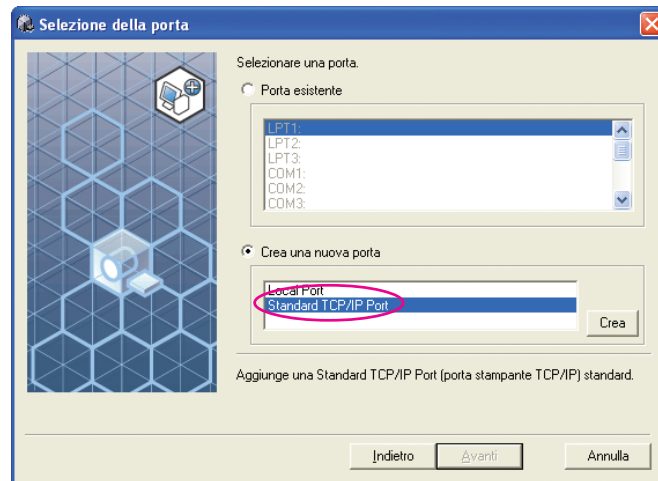 Selezione della porta
Selezionare una porta.
Porta esistente
LPT1:
LPT2:
LPT3:
COM1:
COM2:
COM3:
Crea una nuova porta
Local Port
Standard TCP/IP Port
Crea
Aggiunge una Standard TCP/IP Port (porta stampante TCP/IP) standard.
Indietro
Avanti
Annulla